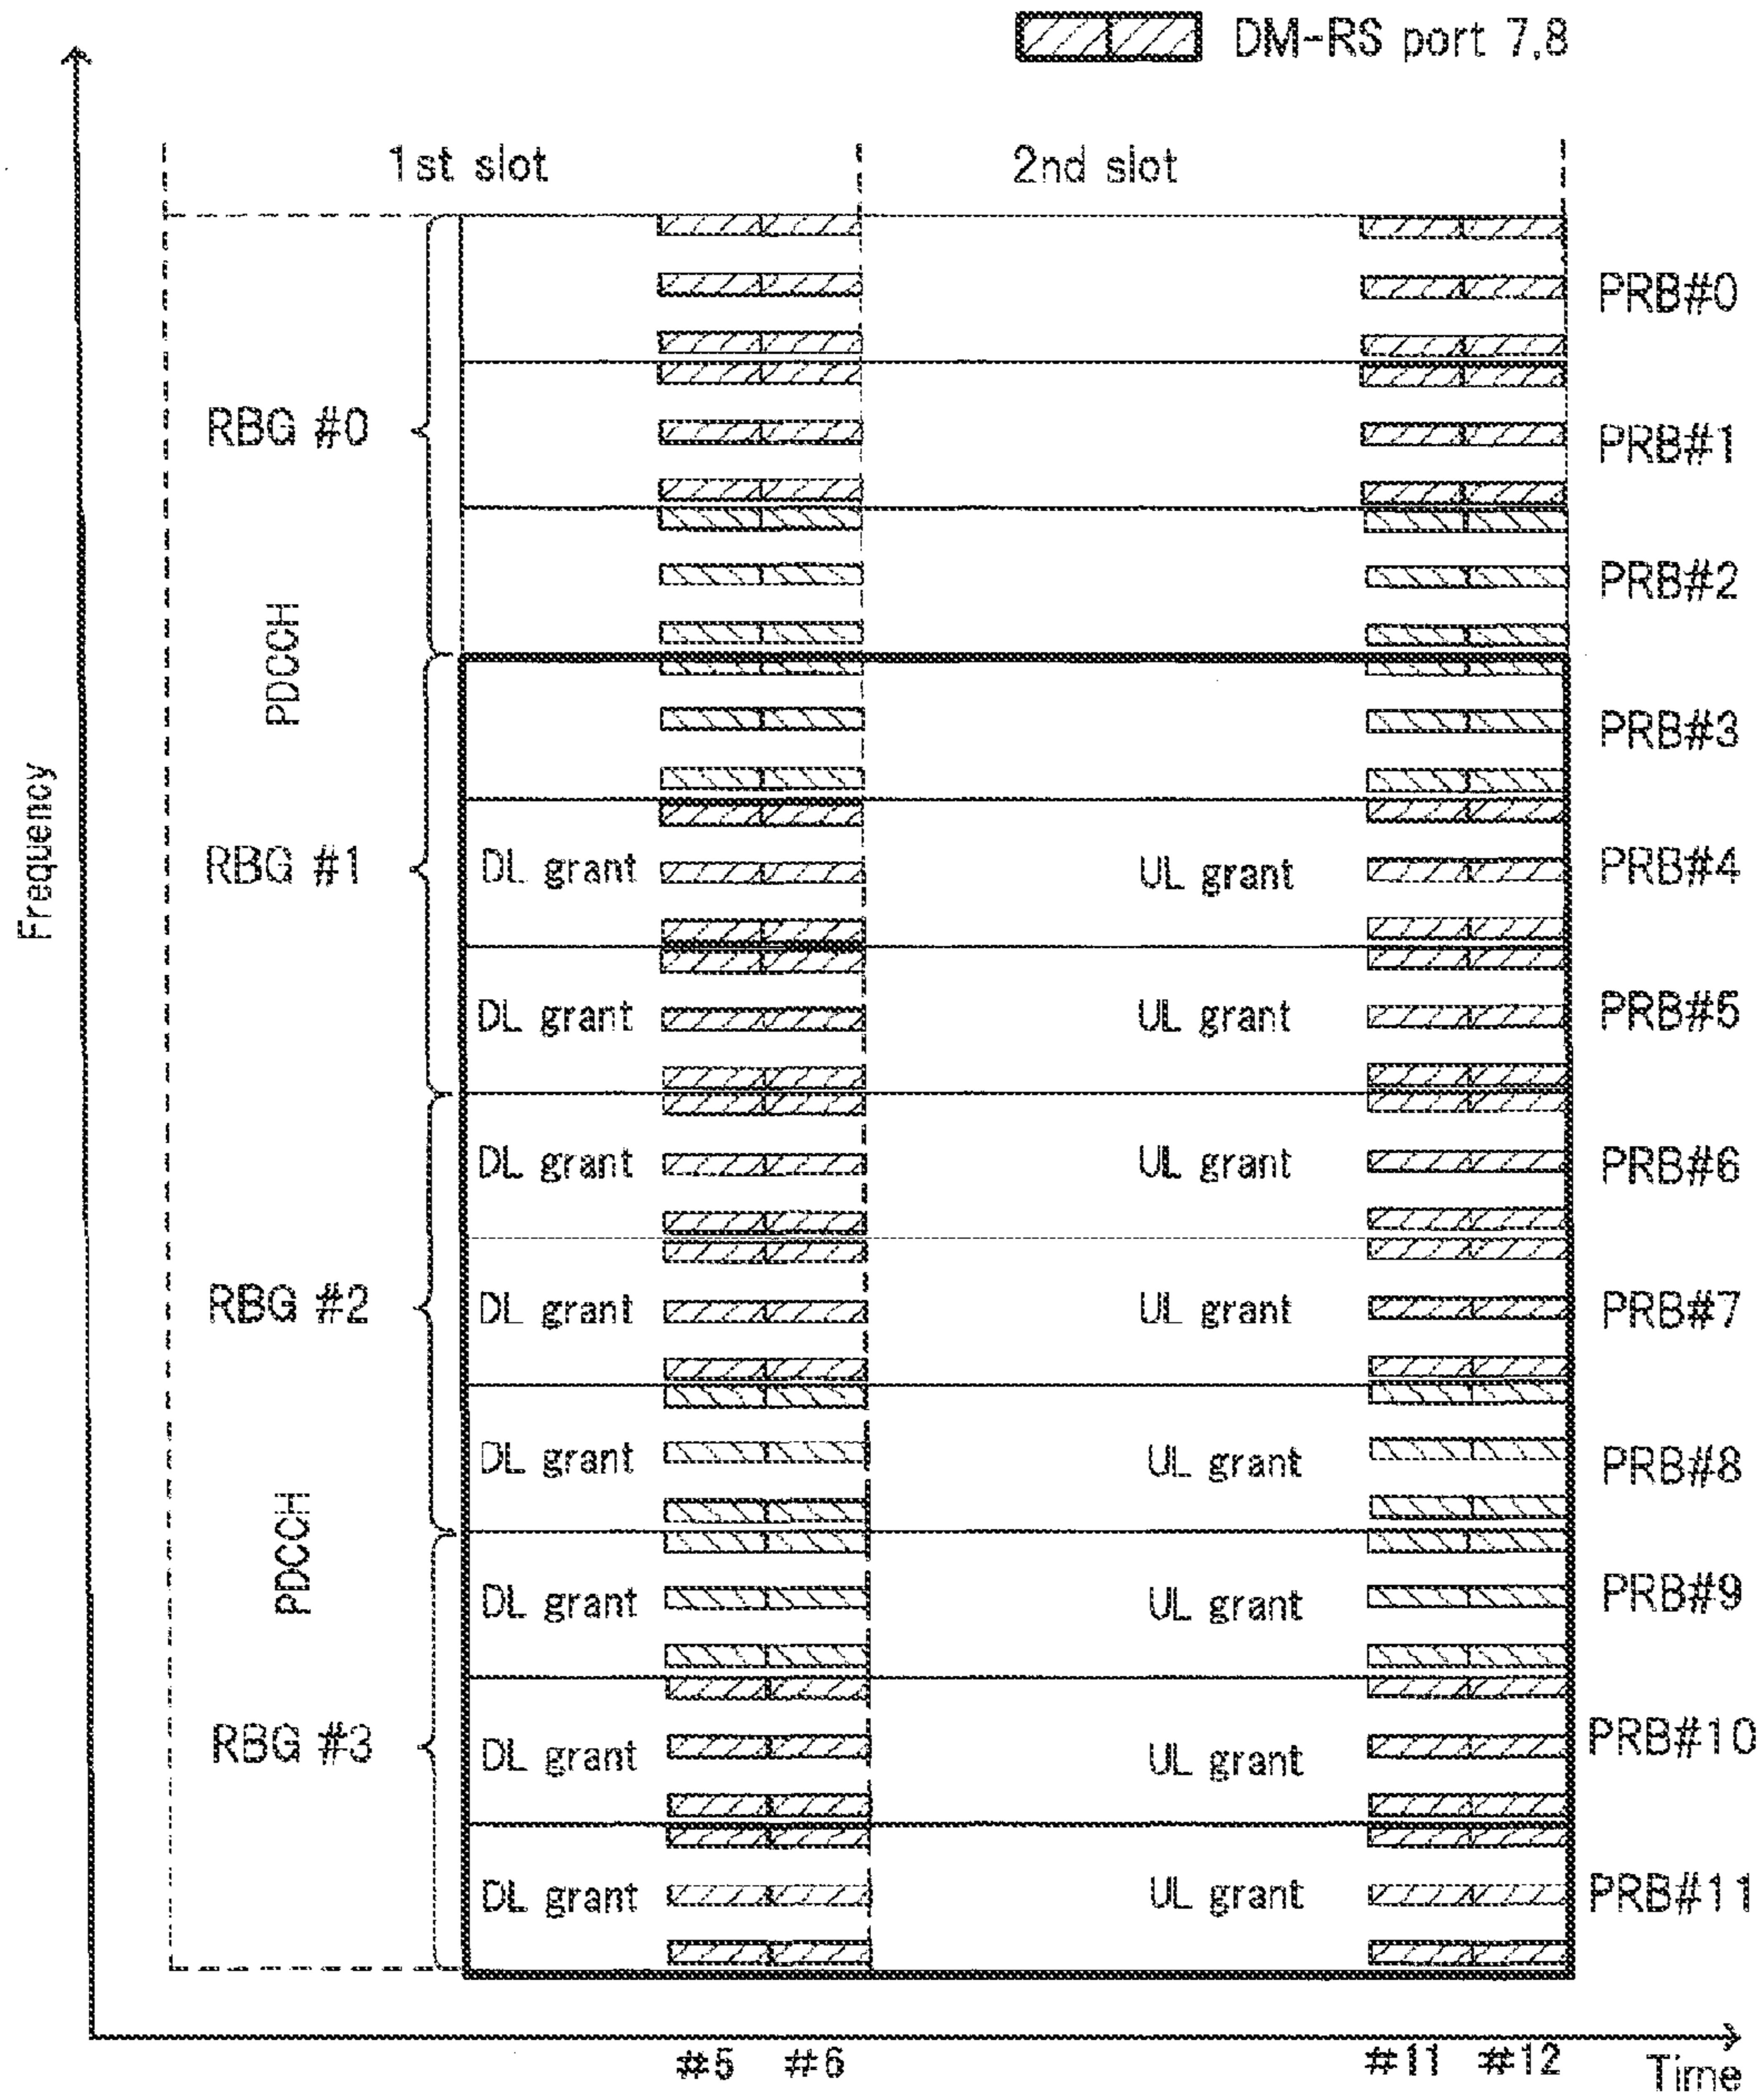 DM-RS port 7,8
1st slot
2nd slot
Frequency
PRB#0
RBG #0
PRB#1
PRB#2
PDCCH
PRB#3
RBG #1
DL grant
UL grant
PRB#4
DL grant
UL grant
PRB#5
DL grant
UL grant
PRB#6
RBG #2
DL grant
UL grant
PRB#7
DL grant
UL grant
PRB#8
PDCCH
DL grant
UL grant
PRB#9
RBG #3
DL grant
UL grant
PRB#10
DL grant
UL grant
PRB#11
#5
#6
#11
#12
Time